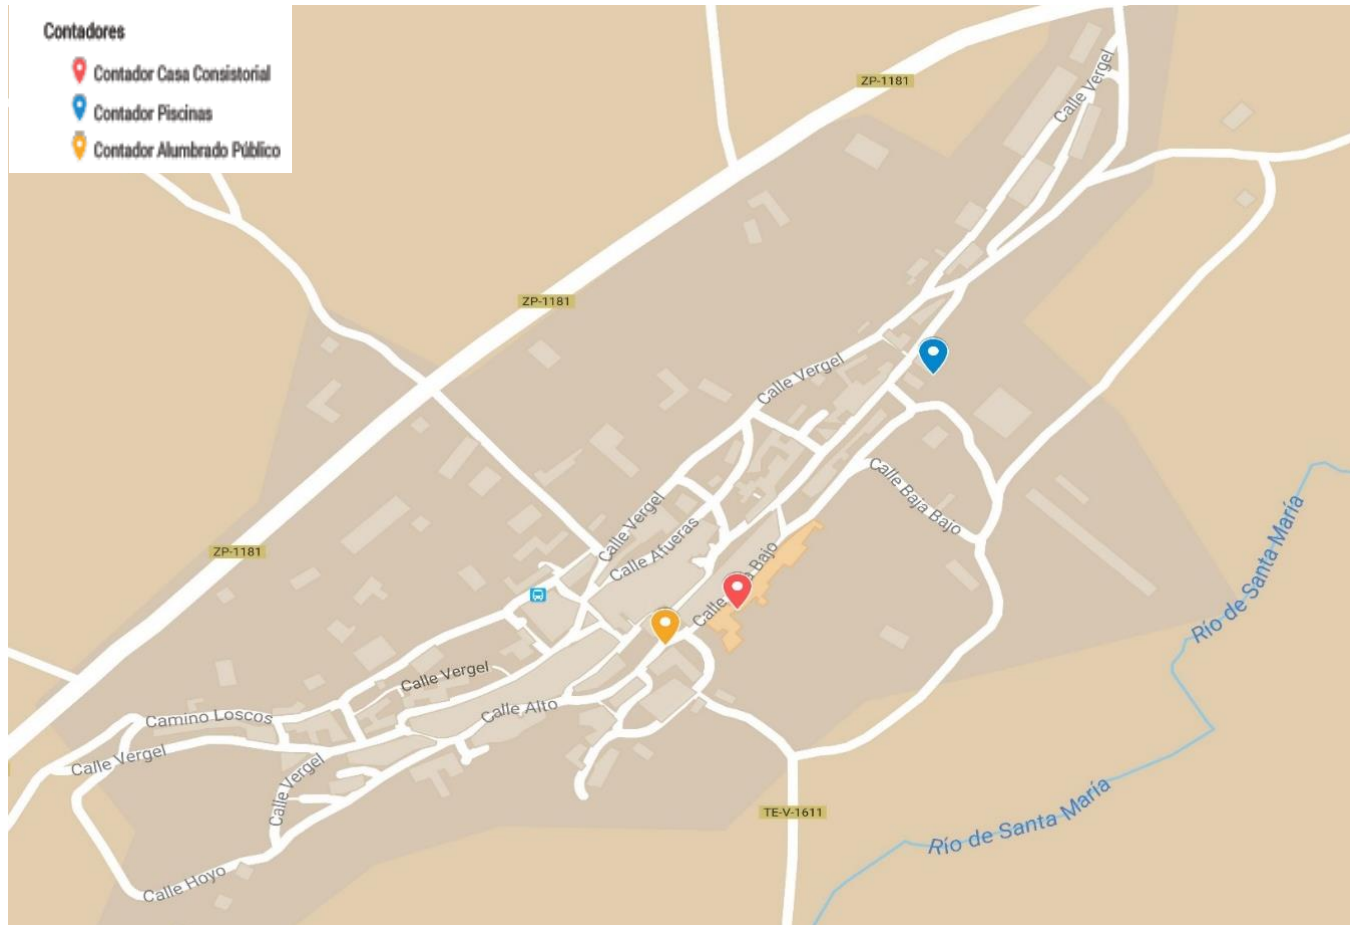 Contadores
Contador Casa Consistorial
Contador Piscinas
Contador Alumbrado Público
ZP-1181
Calle Vergel
ZP-1181
Calle Vergel
Calle Baja Bajo
Calle Vergel
Calle Afueras
ZP-1181
Río de Santa María
Calle Bajo
Calle Vergel
Calle Alto
Camino Loscos
Calle Vergel
Calle Vergel
TE-V-1611
Río de Santa María
Calle Hoyo